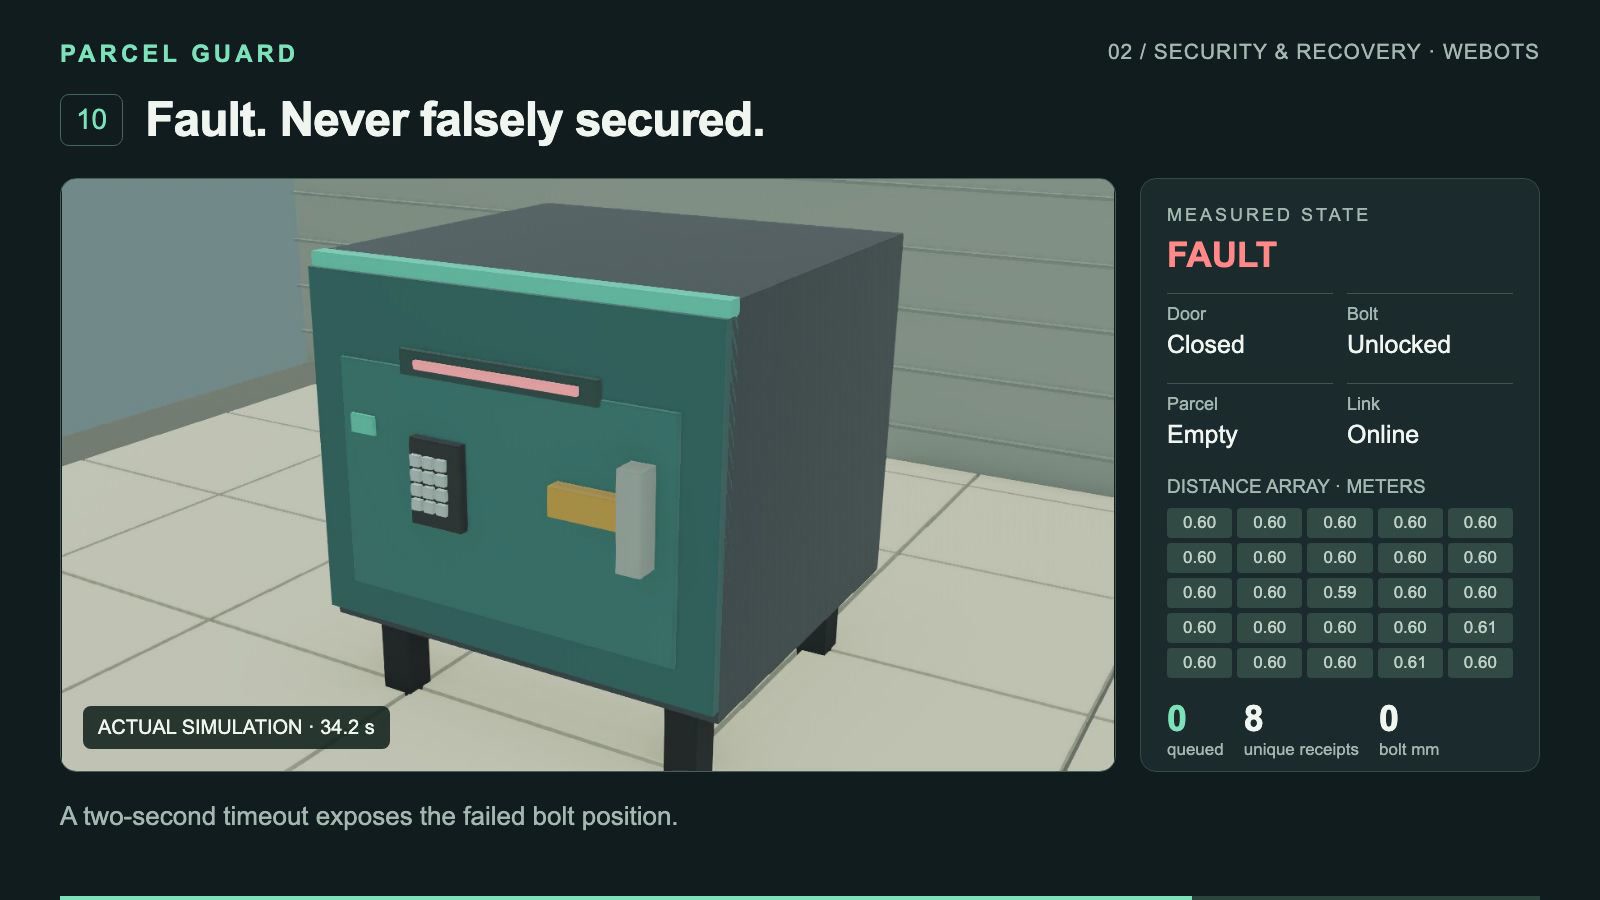 PARCEL GUARD
02 / SECURITY & RECOVERY · WEBOTS
10
Fault. Never falsely secured.
ACTUAL SIMULATION · 34.2 s
MEASURED STATE
FAULT
Door Bolt
Closed Unlocked
Parcel Link
Empty Online
DISTANCE ARRAY · METERS
0.60 0.60 0.60 0.60 0.60
0.60 0.60 0.60 0.60 0.60
0.60 0.60 0.59 0.60 0.60
0.60 0.60 0.60 0.60 0.61
0.60 0.60 0.60 0.61 0.60
0 8 0
queued unique receipts bolt mm
A two-second timeout exposes the failed bolt position.